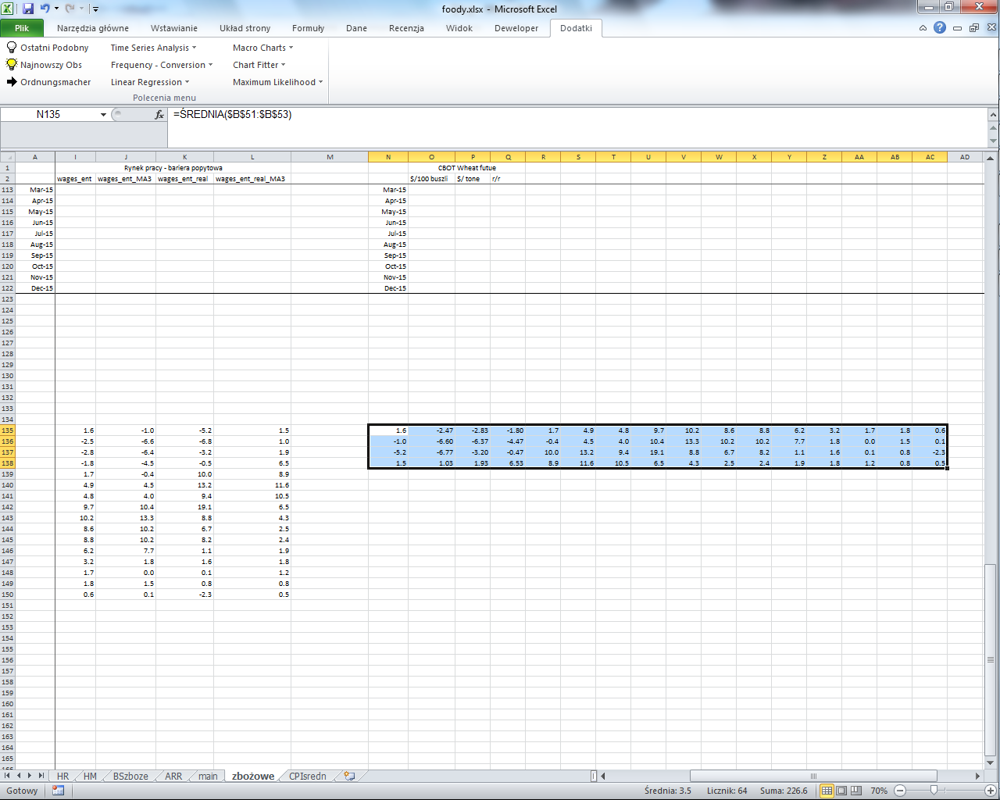 foody.xlsx - Microsoft Excel
Plik Narzędzia główne Wstawianie Układ strony Formuły Dane Recenzja Widok Deweloper Dodatki
Ostatni Podobny Time Series Analysis Macro Charts
Najnowszy Obs Frequency - Conversion Chart Fitter
Ordnungsmacher Linear Regression Maximum Likelihood
Polecenia menu
N135 fx =ŚREDNIA($B$51:$B$53)
A I J K L M N O P Q R S T U V W X Y Z AA AB AC AD
1 Rynek pracy - bariera popytowa CBOT Wheat futue
2 wages_ent wages_ent_MA3 wages_ent_real wages_ent_real_MA3 $/100 buszli $/ tone r/r
113 Mar-15 Mar-15
114 Apr-15 Apr-15
115 May-15 May-15
116 Jun-15 Jun-15
117 Jul-15 Jul-15
118 Aug-15 Aug-15
119 Sep-15 Sep-15
120 Oct-15 Oct-15
121 Nov-15 Nov-15
122 Dec-15 Dec-15
123
124
125
126
127
128
129
130
131
132
133
134
135 1.6 -1.0 -5.2 1.5 1.6 -2.47 -2.83 -1.80 1.7 4.9 4.8 9.7 10.2 8.6 8.8 6.2 3.2 1.7 1.8 0.6
136 -2.5 -6.6 -6.8 1.0 -1.0 -6.60 -6.37 -4.47 -0.4 4.5 4.0 10.4 13.3 10.2 10.2 7.7 1.8 0.0 1.5 0.1
137 -2.8 -6.4 -3.2 1.9 -5.2 -6.77 -3.20 -0.47 10.0 13.2 9.4 19.1 8.8 6.7 8.2 1.1 1.6 0.1 0.8 -2.3
138 -1.8 -4.5 -0.5 6.5 1.5 1.03 1.93 6.53 8.9 11.6 10.5 6.5 4.3 2.5 2.4 1.9 1.8 1.2 0.8 0.5
139 1.7 -0.4 10.0 8.9
140 4.9 4.5 13.2 11.6
141 4.8 4.0 9.4 10.5
142 9.7 10.4 19.1 6.5
143 10.2 13.3 8.8 4.3
144 8.6 10.2 6.7 2.5
145 8.8 10.2 8.2 2.4
146 6.2 7.7 1.1 1.9
147 3.2 1.8 1.6 1.8
148 1.7 0.0 0.1 1.2
149 1.8 1.5 0.8 0.8
150 0.6 0.1 -2.3 0.5
151
152
153
154
155
156
157
158
159
160
161
162
163
164
165
HR HM BSzboze ARR main zbożowe CPIsredn
Gotowy Średnia: 3.5 Licznik: 64 Suma: 226.6 70%